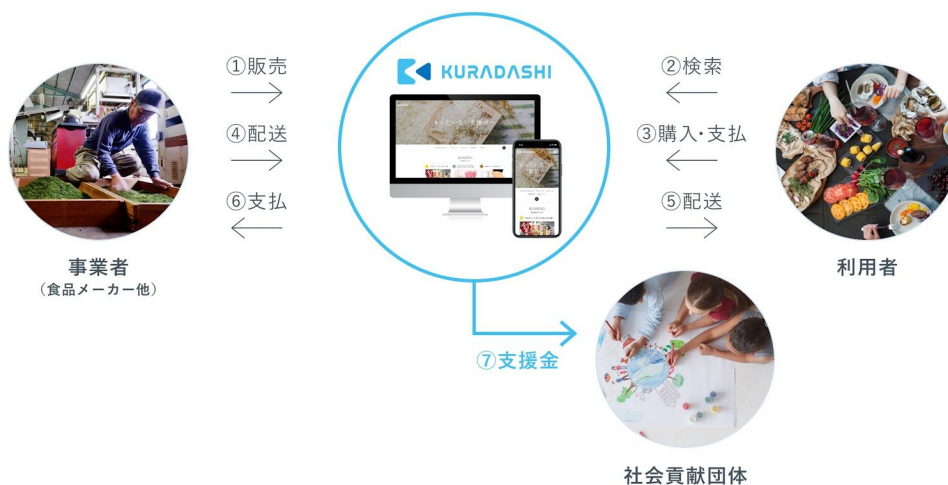 KURADASHI
①販売
→
④配送
→
⑥支払
←
②検索
←
③購入・支払
←
⑤配送
→
事業者
（食品メーカー他）
利用者
⑦支援金
社会貢献団体